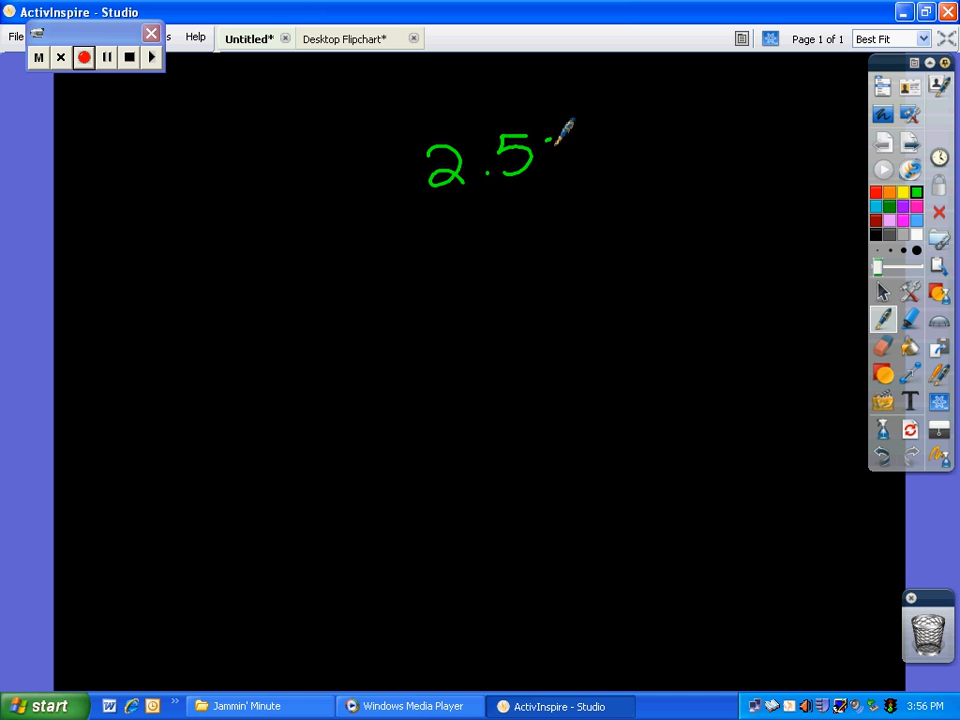 ActivInspire - Studio
File
s Help Untitled* Desktop Flipchart* Page 1 of 1 Best Fit
M
2.5
T
start W Jammin' Minute Windows Media Player ActivInspire - Studio 3:56 PM